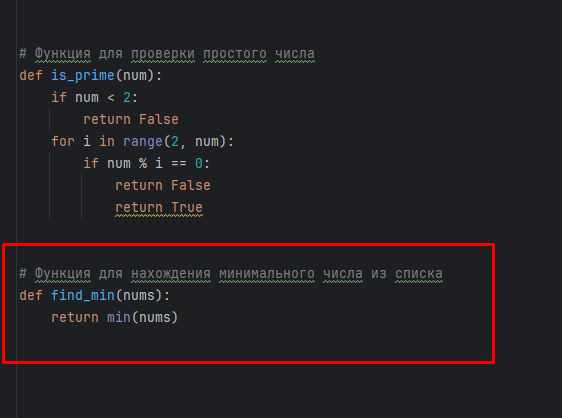 # Функция для проверки простого числа
def is_prime(num):
    if num < 2:
        return False
    for i in range(2, num):
        if num % i == 0:
            return False
            return True
# Функция для нахождения минимального числа из списка
def find_min(nums):
    return min(nums)